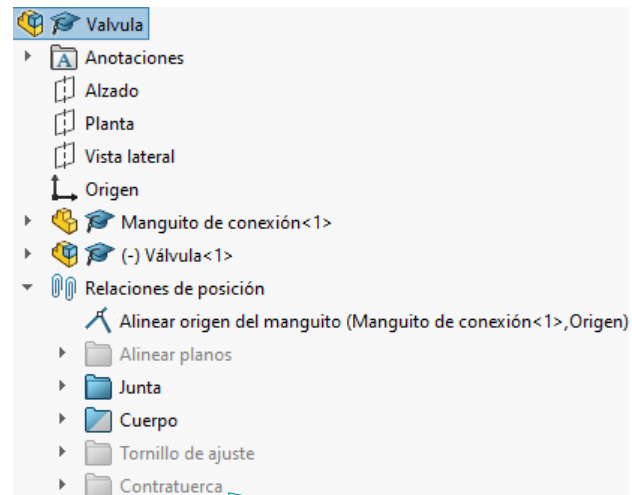 Valvula
Anotaciones
Alzado
Planta
Vista lateral
Origen
Manguito de conexión<1>
(-) Válvula<1>
Relaciones de posición
Alinear origen del manguito (Manguito de conexión<1>,Origen)
Alinear planos
Junta
Cuerpo
Tornillo de ajuste
Contratuerca